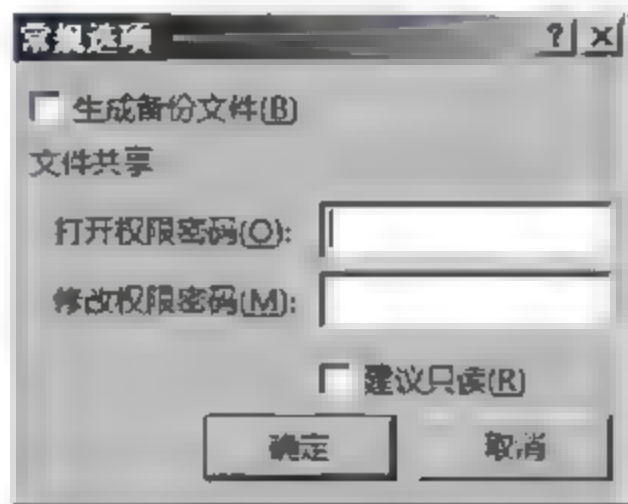 常规选项
生成备份文件(B)
文件共享
打开权限密码(O):
修改权限密码(M):
建议只读(R)
确定 取消